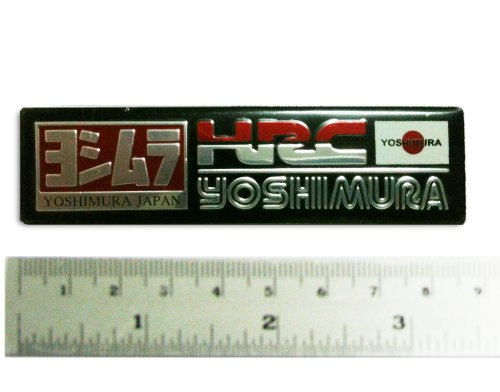 ヨシムラ
YOSHIMURA JAPAN
HRC
YOSHIMURA
YOSHIMURA
1 2 3 4 5 6 7 8 9
1 2 3